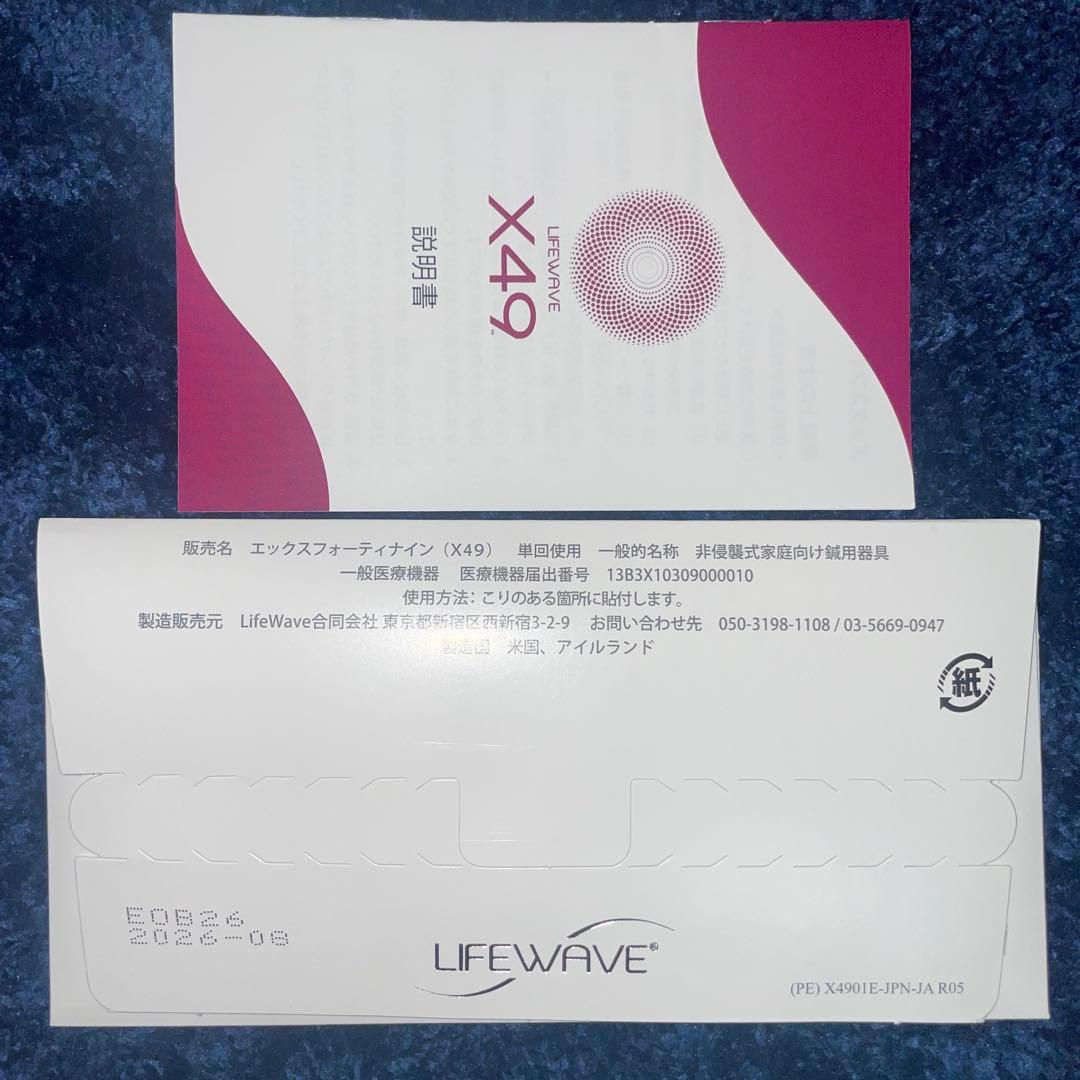 LIFEWAVE
X49™
説明書
販売名 エックスフォーティナイン（X49） 単回使用 一般的名称 非侵襲式家庭向け鍼用器具
一般医療機器 医療機器届出番号 13B3X10309000010
使用方法：こりのある箇所に貼付します。
製造販売元 LifeWave合同会社 東京都新宿区西新宿3-2-9 お問い合わせ先 050-3198-1108 / 03-5669-0947
製造国 米国、アイルランド
紙
E0B26
2026-08
LIFEWAVE®
(PE) X4901E-JPN-JA R05